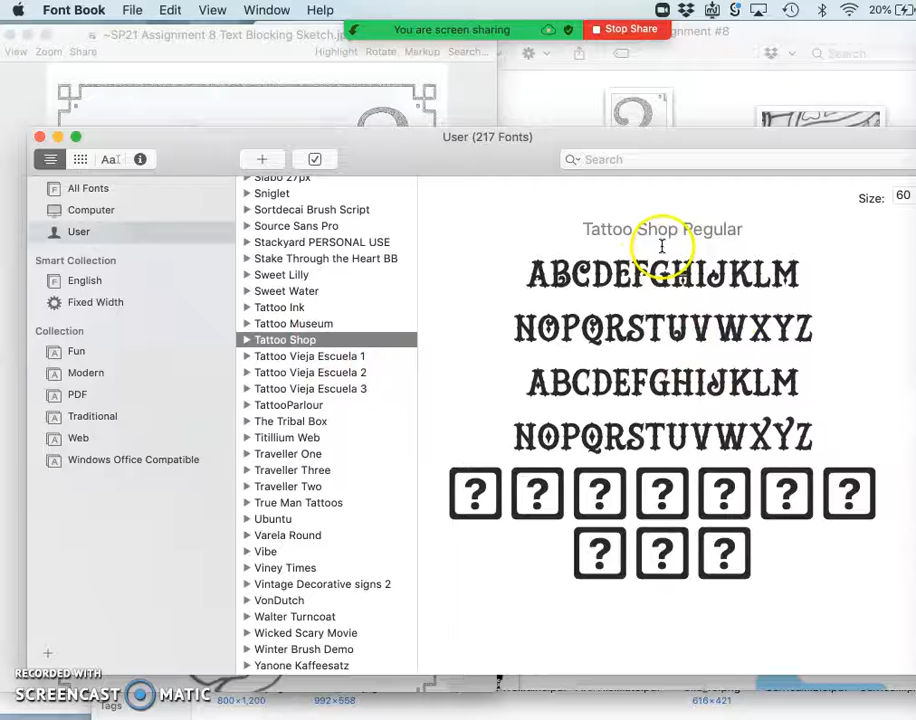 Font Book File Edit View Window Help 20%
You are screen sharing Stop Share
~SP21 Assignment 8 Text Blocking Sketch.jp
gnment #8
View Zoom Share Highlight Rotate Markup Search... Search
User (217 Fonts)
Search
All Fonts
Computer
User
Smart Collection
English
Fixed Width
Collection
Fun
Modern
PDF
Traditional
Web
Windows Office Compatible
Slabo 27px
Sniglet
Sortdecai Brush Script
Source Sans Pro
Stackyard PERSONAL USE
Stake Through the Heart BB
Sweet Lilly
Sweet Water
Tattoo Ink
Tattoo Museum
Tattoo Shop
Tattoo Vieja Escuela 1
Tattoo Vieja Escuela 2
Tattoo Vieja Escuela 3
TattooParlour
The Tribal Box
Titillium Web
Traveller One
Traveller Three
Traveller Two
True Man Tattoos
Ubuntu
Varela Round
Vibe
Viney Times
Vintage Decorative signs 2
VonDutch
Walter Turncoat
Wicked Scary Movie
Winter Brush Demo
Yanone Kaffeesatz
Size: 60
Tattoo Shop Regular
ABCDEFGHIJKLM
NOPQRSTUVWXYZ
ABCDEFGHIJKLM
NOPQRSTUVWXYZ
? ? ? ? ? ? ?
? ? ?
RECORDED WITH
SCREENCAST MATIC
Tags
800×1,200 992×558 616×421